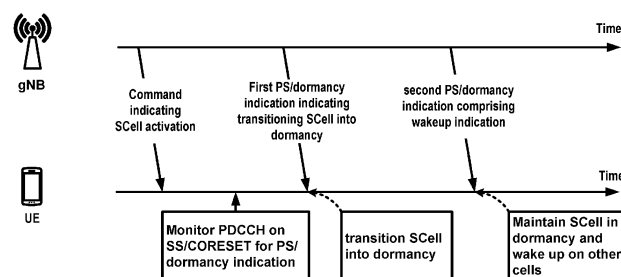 Time
gNB
Command
indicating
SCell activation
First PS/dormancy
indication indicating
transitioning SCell into
dormancy
second PS/dormancy
indication comprising
wakeup indication
Time
UE
Monitor PDCCH on
SS/CORESET for PS/
dormancy indication
transition SCell
into dormancy
Maintain SCell in
dormancy and
wake up on other
cells